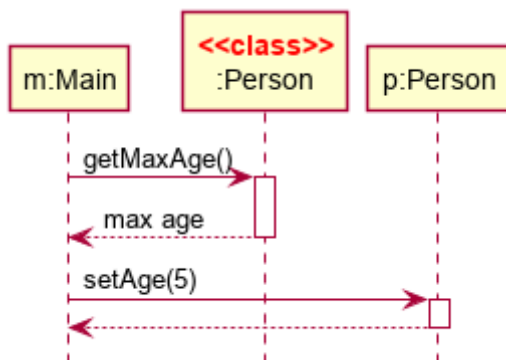 <<class>>
m:Main
:Person
p:Person
getMaxAge()
max age
setAge(5)